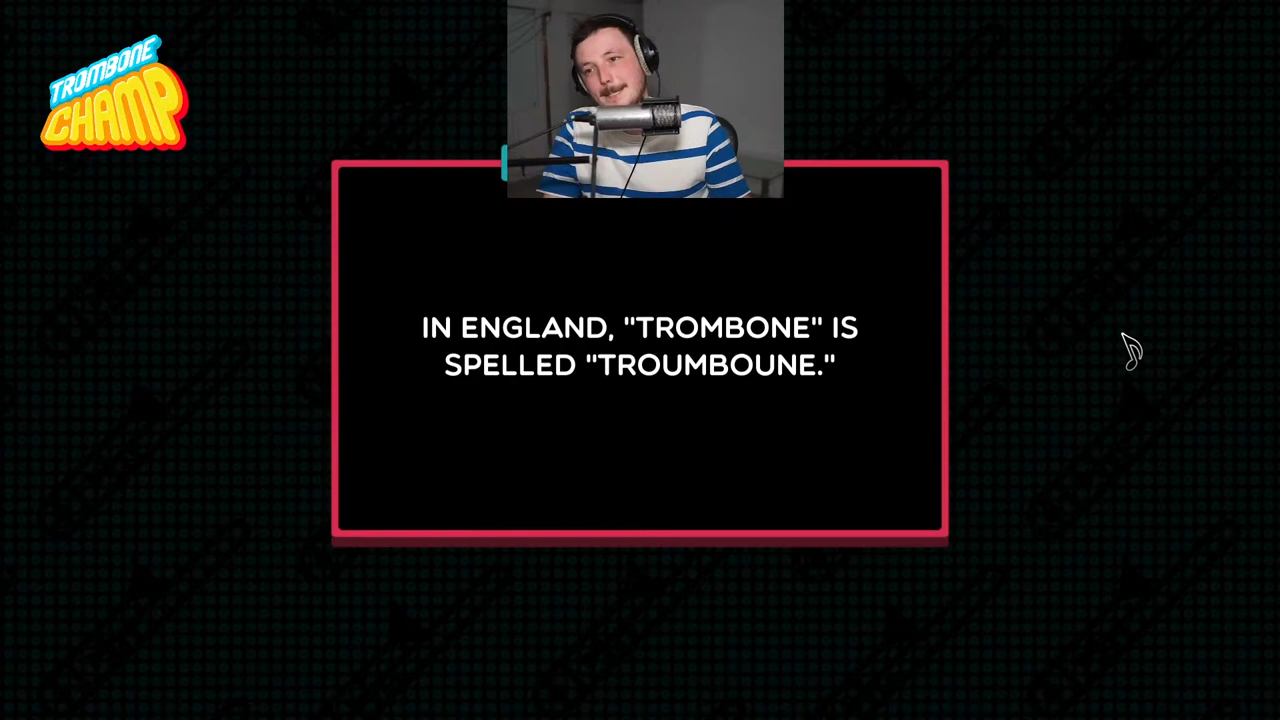 TROMBONE
CHAMP
IN ENGLAND, "TROMBONE" IS
SPELLED "TROUMBOUNE."